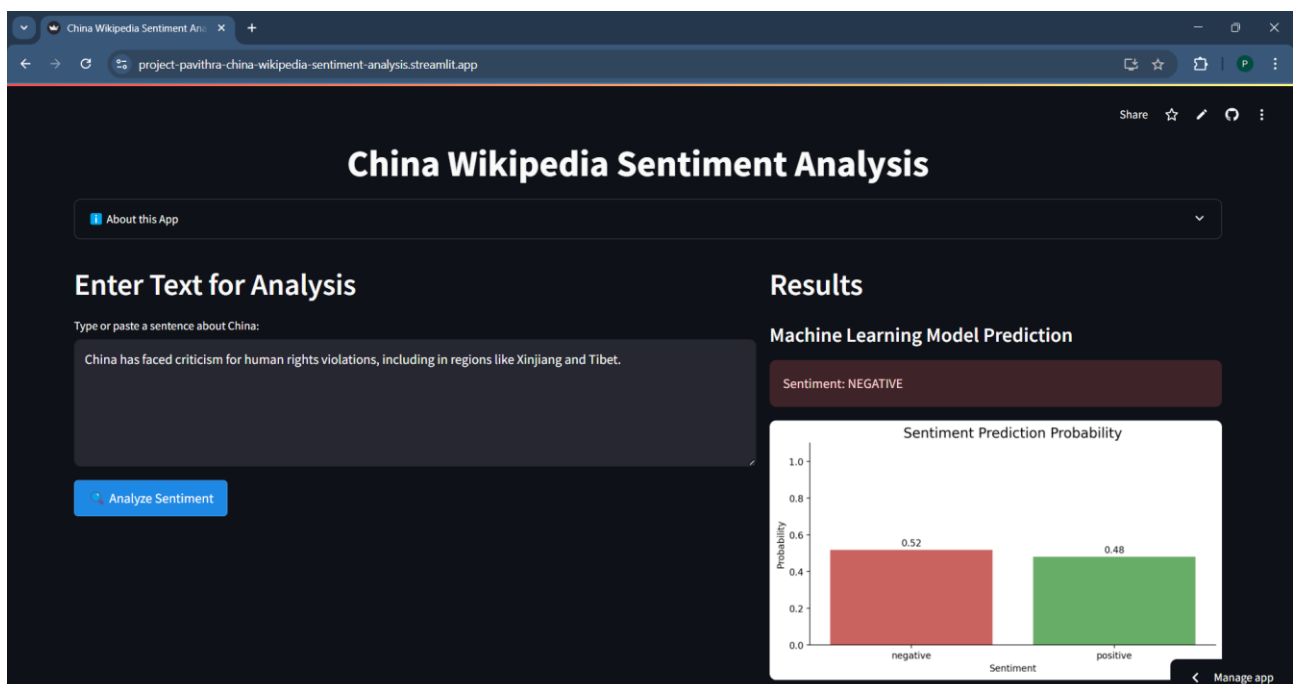 China Wikipedia Sentiment Ana
project-pavithra-china-wikipedia-sentiment-analysis.streamlit.app
P
Share
China Wikipedia Sentiment Analysis
i About this App
Enter Text for Analysis
Type or paste a sentence about China:
China has faced criticism for human rights violations, including in regions like Xinjiang and Tibet.
Analyze Sentiment
Results
Machine Learning Model Prediction
Sentiment: NEGATIVE
Sentiment Prediction Probability
Probability
1.0
0.8
0.6
0.4
0.2
0.0
0.52
0.48
negative
positive
Sentiment
Manage app